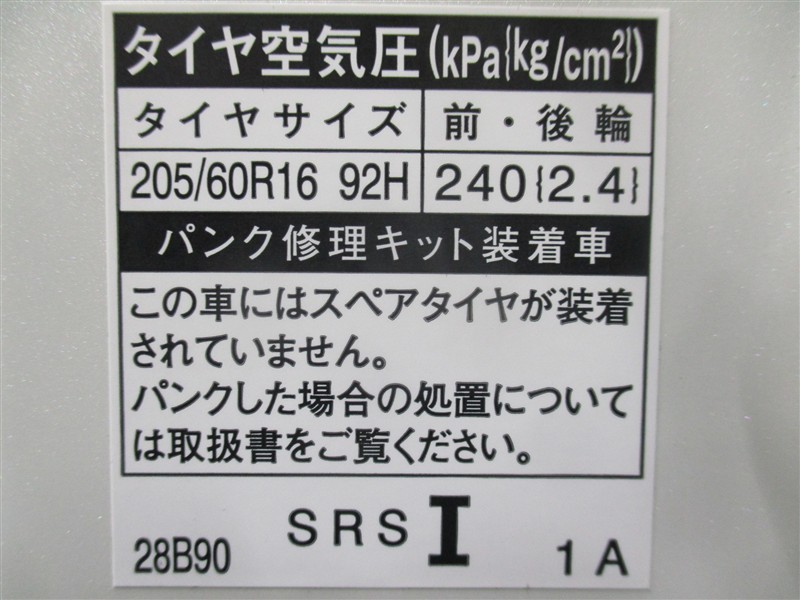 タイヤ空気圧(kPa{kg/cm²})
タイヤサイズ 前・後輪
205/60R16 92H 240{2.4}
パンク修理キット装着車
この車にはスペアタイヤが装着
されていません。
パンクした場合の処置について
は取扱書をご覧ください。
28B90 SRS I 1A